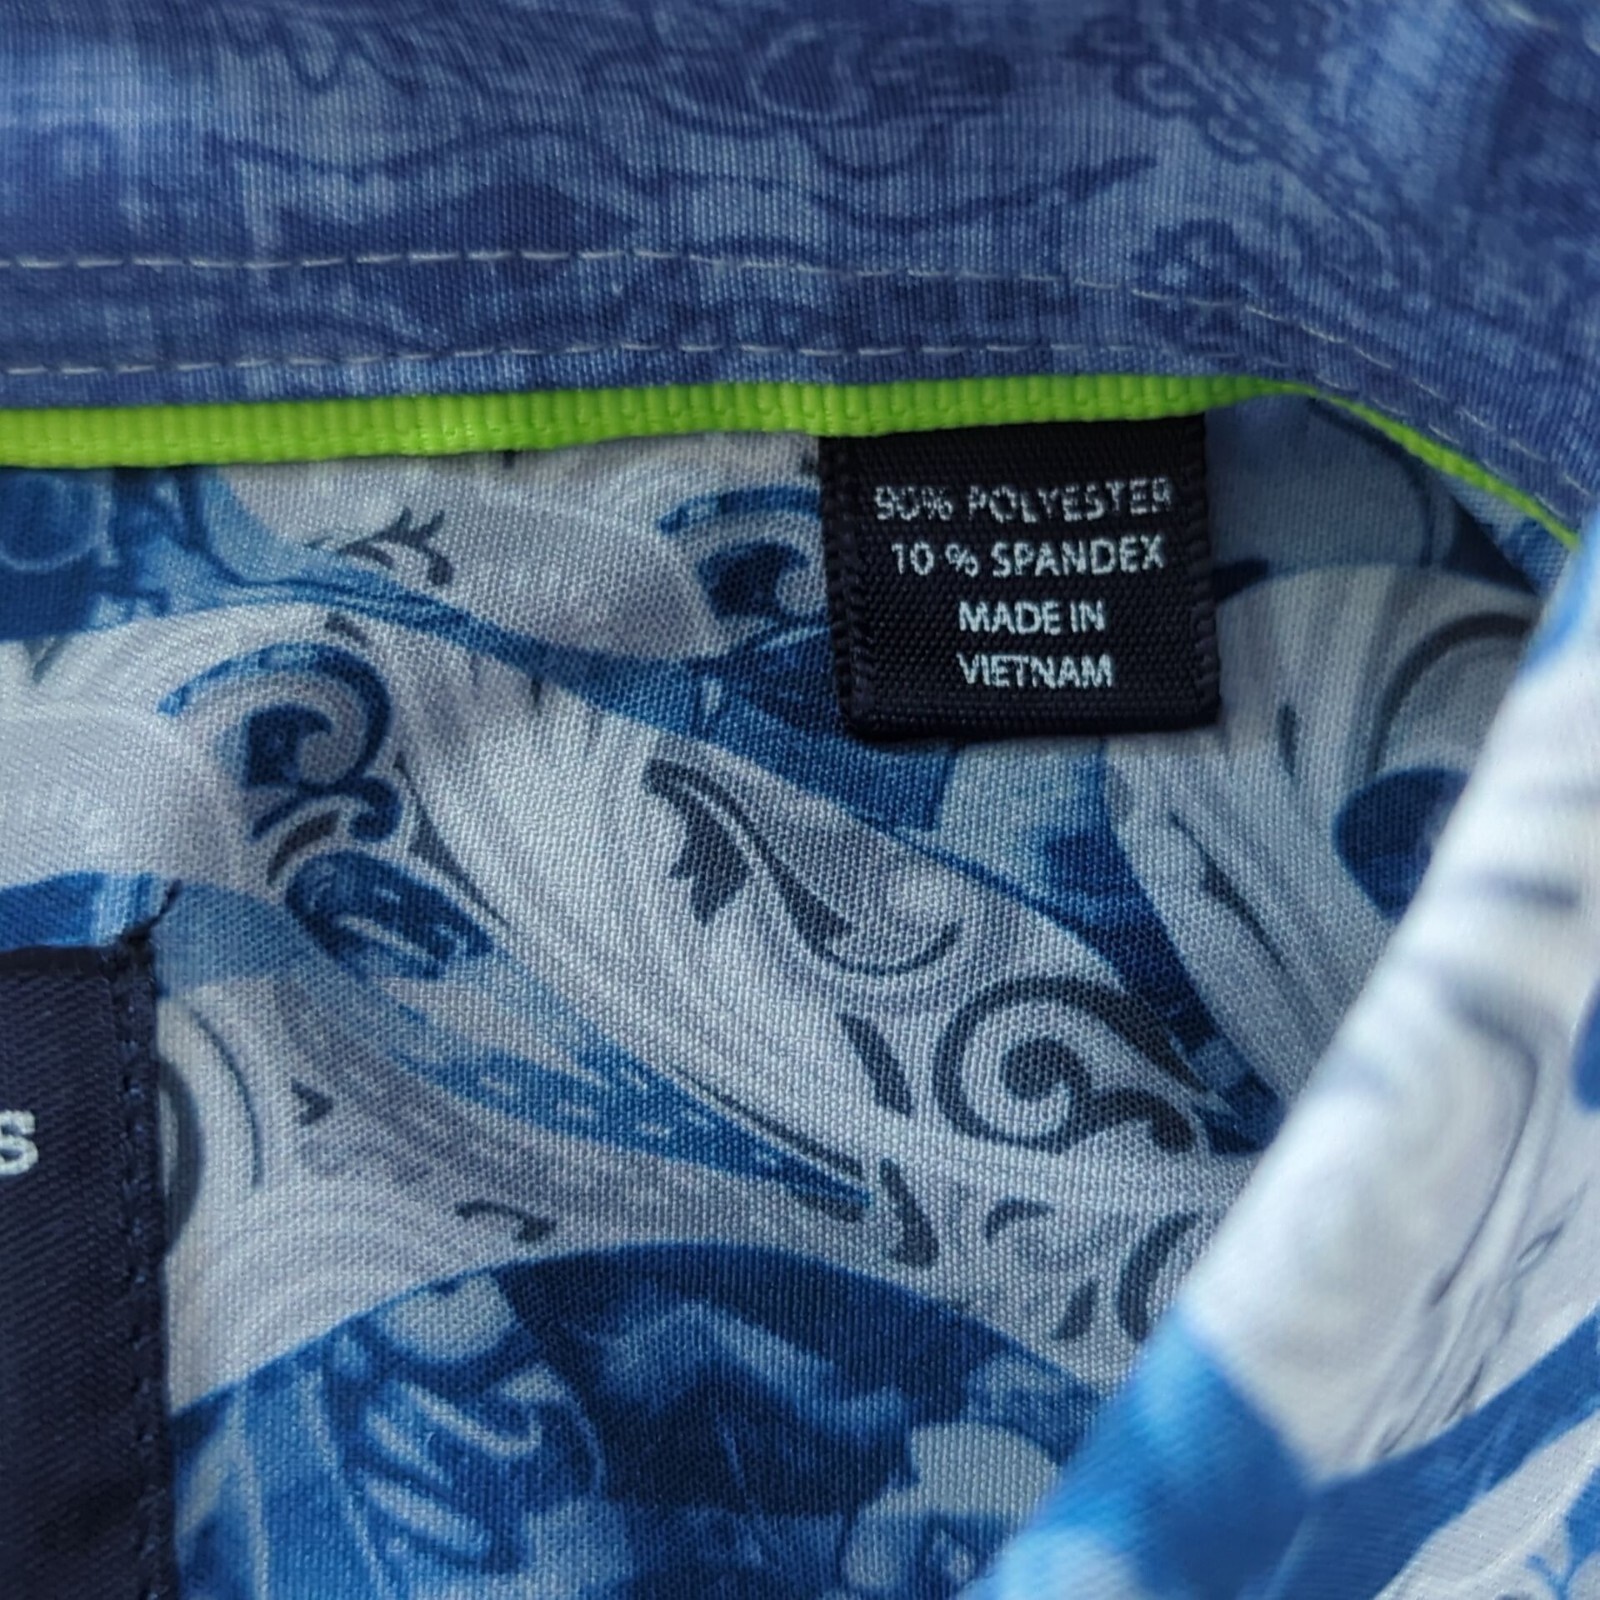 90% POLYESTER
10 % SPANDEX
MADE IN
VIETNAM
S